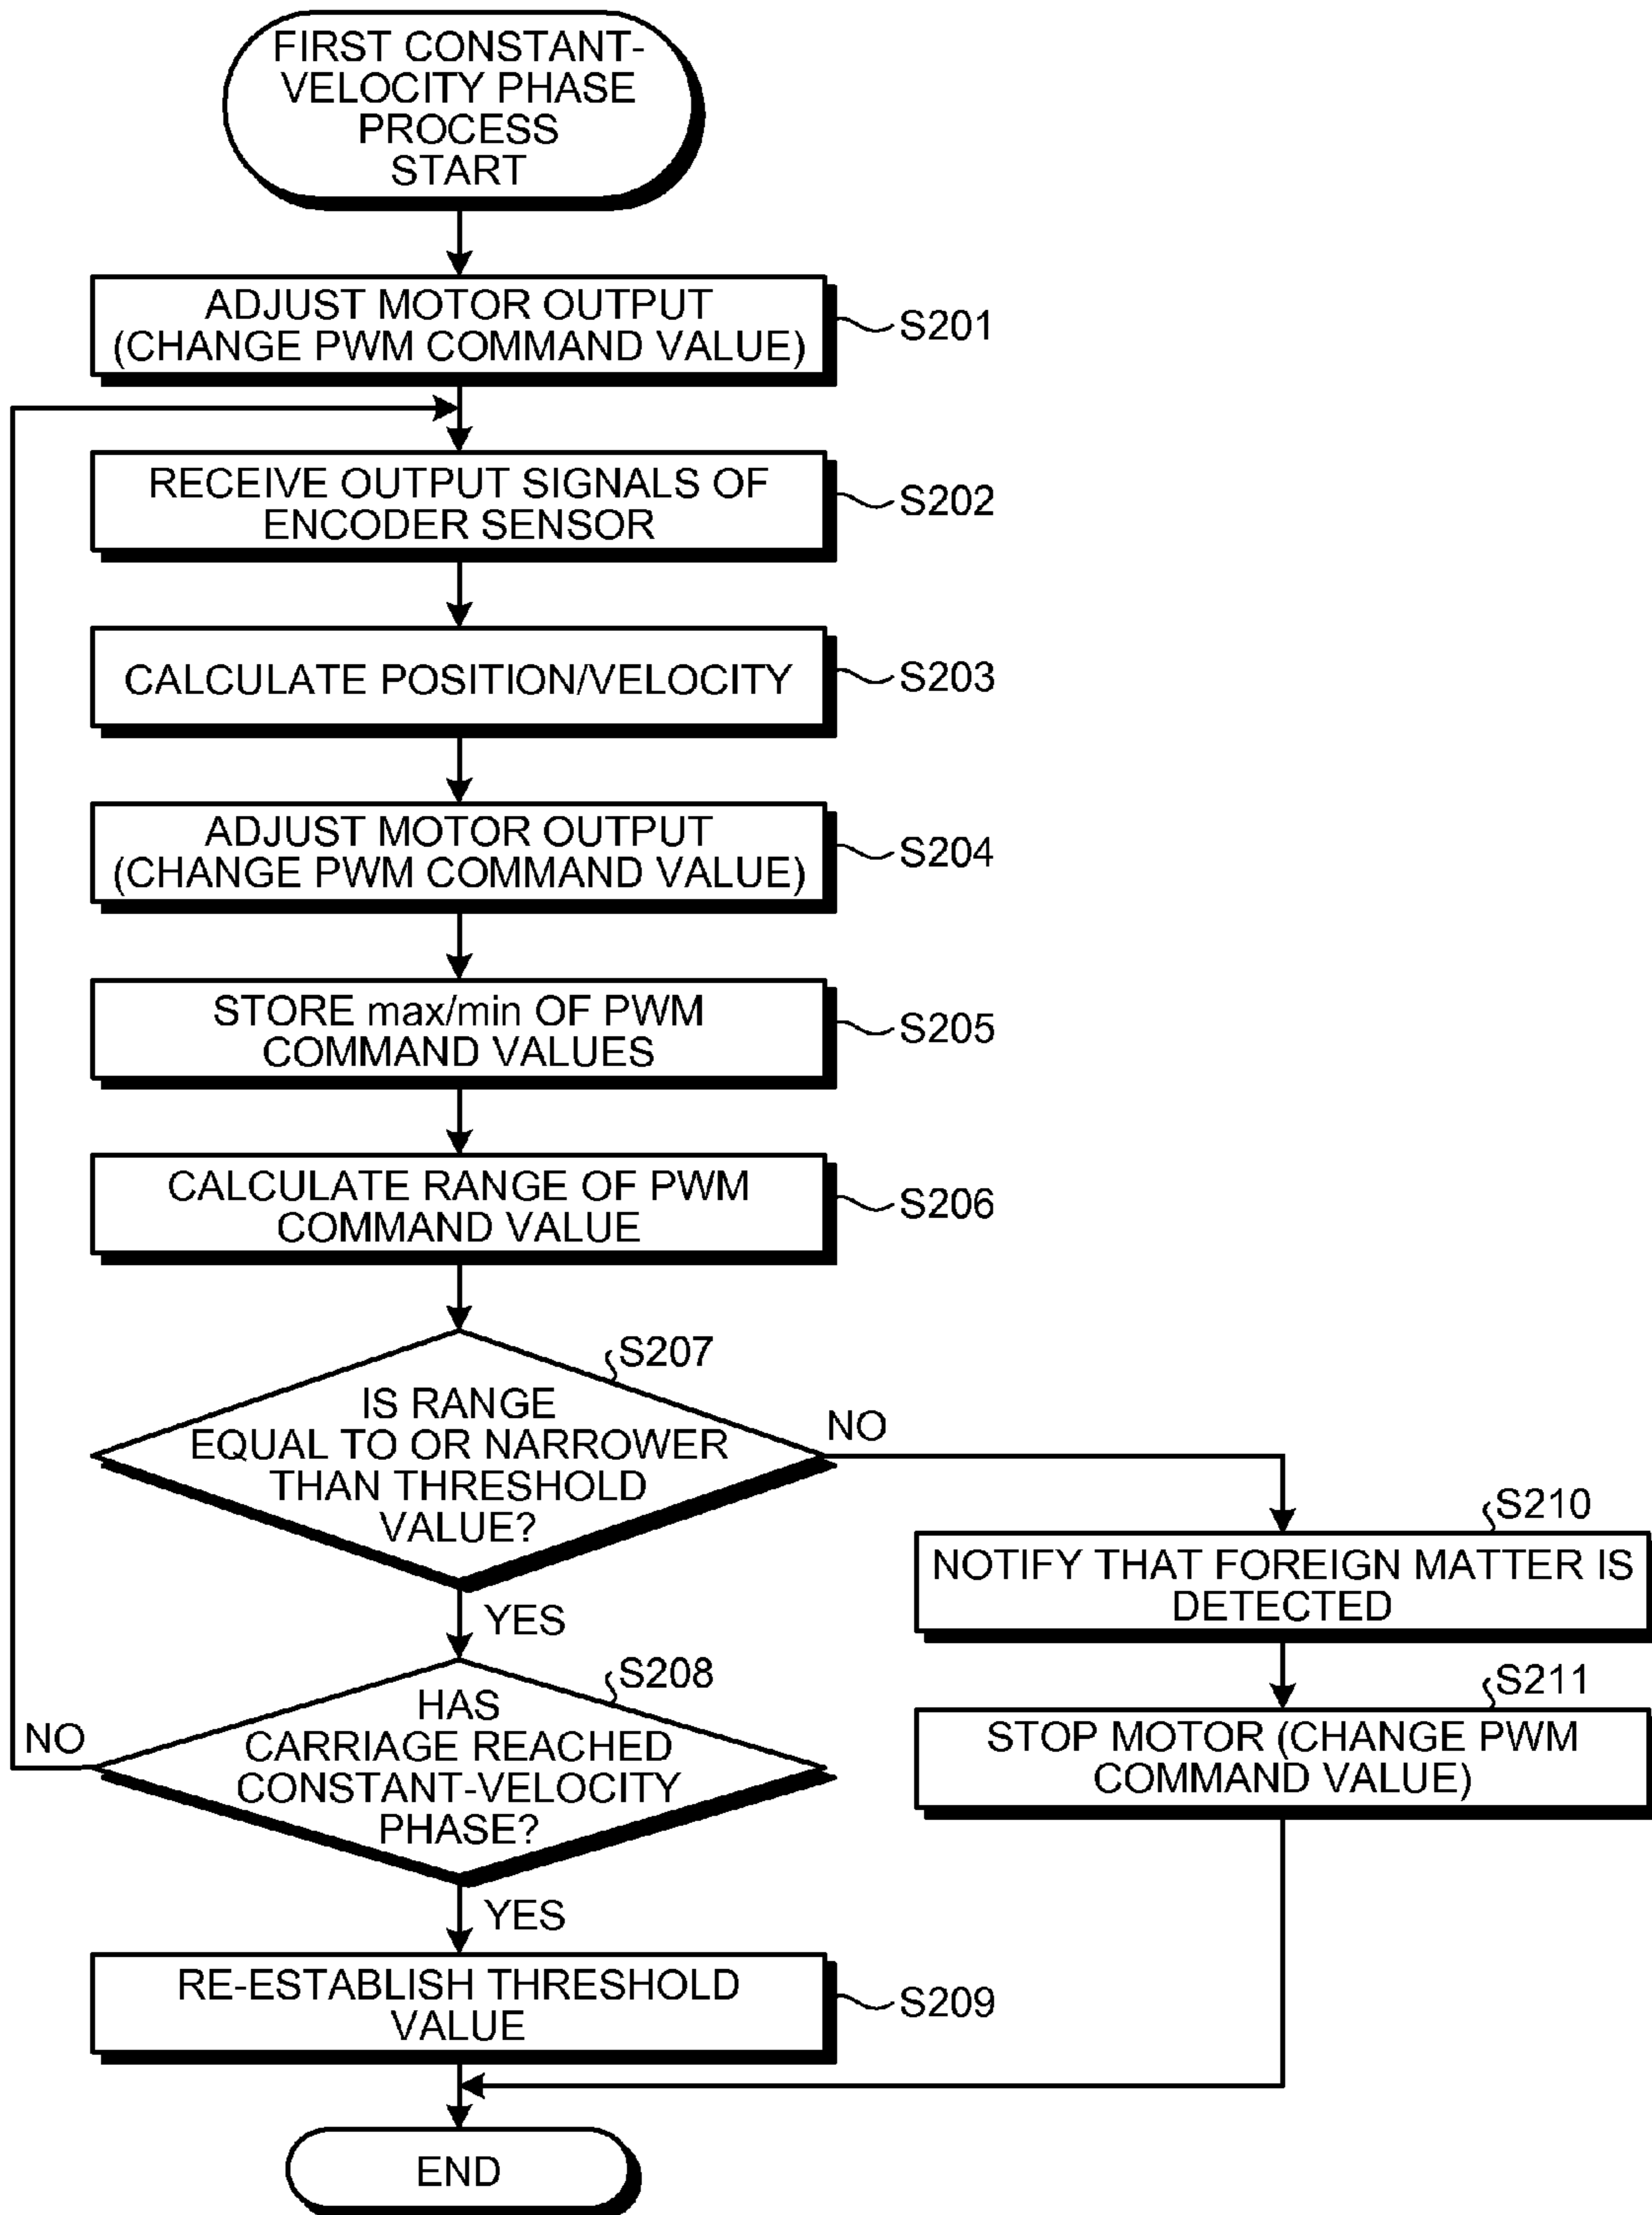 FIRST CONSTANT-
VELOCITY PHASE
PROCESS
START
ADJUST MOTOR OUTPUT
(CHANGE PWM COMMAND VALUE)
S201
RECEIVE OUTPUT SIGNALS OF
ENCODER SENSOR
S202
CALCULATE POSITION/VELOCITY
S203
ADJUST MOTOR OUTPUT
(CHANGE PWM COMMAND VALUE)
S204
STORE max/min OF PWM
COMMAND VALUES
S205
CALCULATE RANGE OF PWM
COMMAND VALUE
S206
S207
IS RANGE
EQUAL TO OR NARROWER
THAN THRESHOLD
VALUE?
NO
YES
S210
NOTIFY THAT FOREIGN MATTER IS
DETECTED
S208
HAS
CARRIAGE REACHED
CONSTANT-VELOCITY
PHASE?
NO
YES
S211
STOP MOTOR (CHANGE PWM
COMMAND VALUE)
RE-ESTABLISH THRESHOLD
VALUE
S209
END